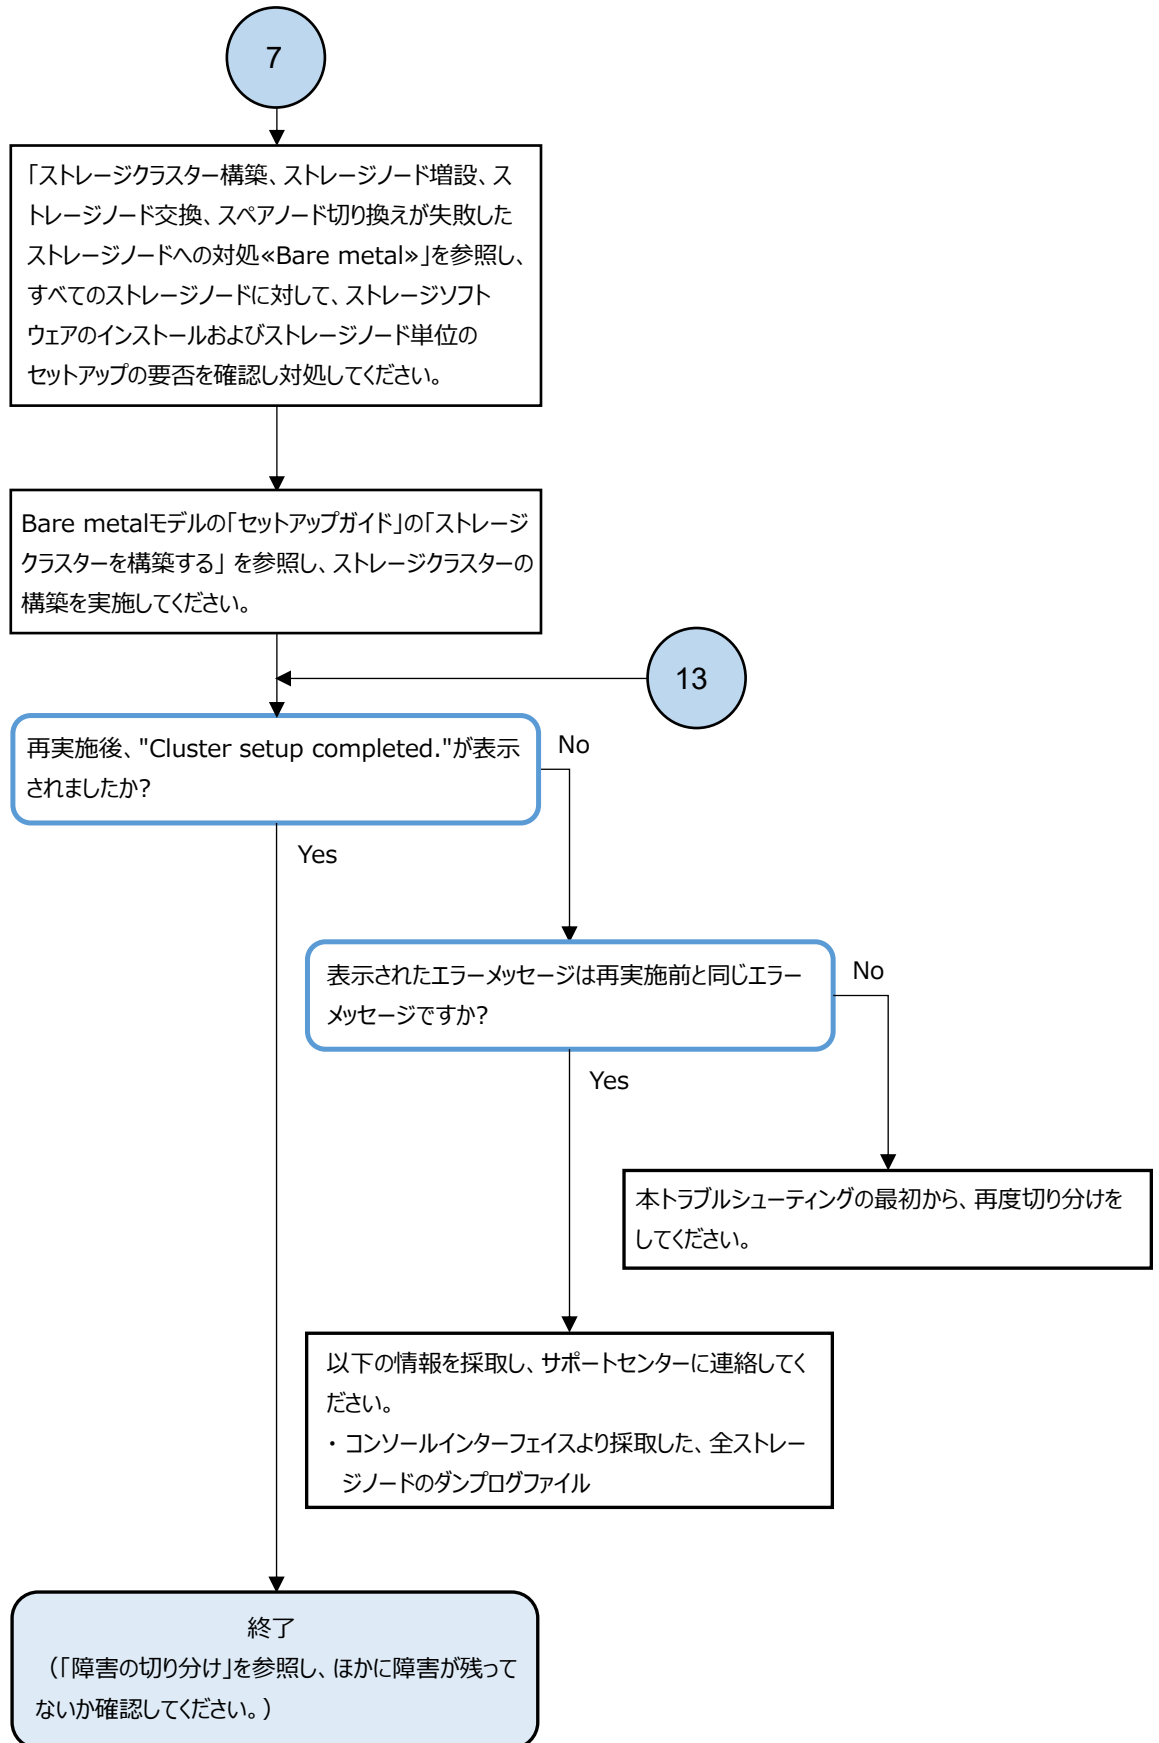 7
「ストレージクラスター構築、ストレージノード増設、ス
トレージノード交換、スペアノード切り換えが失敗した
ストレージノードへの対処«Bare metal»」を参照し、
すべてのストレージノードに対して、ストレージソフト
ウェアのインストールおよびストレージノード単位の
セットアップの要否を確認し対処してください。
Bare metalモデルの「セットアップガイド」の「ストレージ
クラスターを構築する」 を参照し、ストレージクラスターの
構築を実施してください。
13
再実施後、"Cluster setup completed."が表示
されましたか?
No
Yes
表示されたエラーメッセージは再実施前と同じエラー
メッセージですか?
No
Yes
本トラブルシューティングの最初から、再度切り分けを
してください。
以下の情報を採取し、サポートセンターに連絡してく
ださい。
・ コンソールインターフェイスより採取した、全ストレー
ジノードのダンプログファイル
終了
（「障害の切り分け」を参照し、ほかに障害が残って
ないか確認してください。）